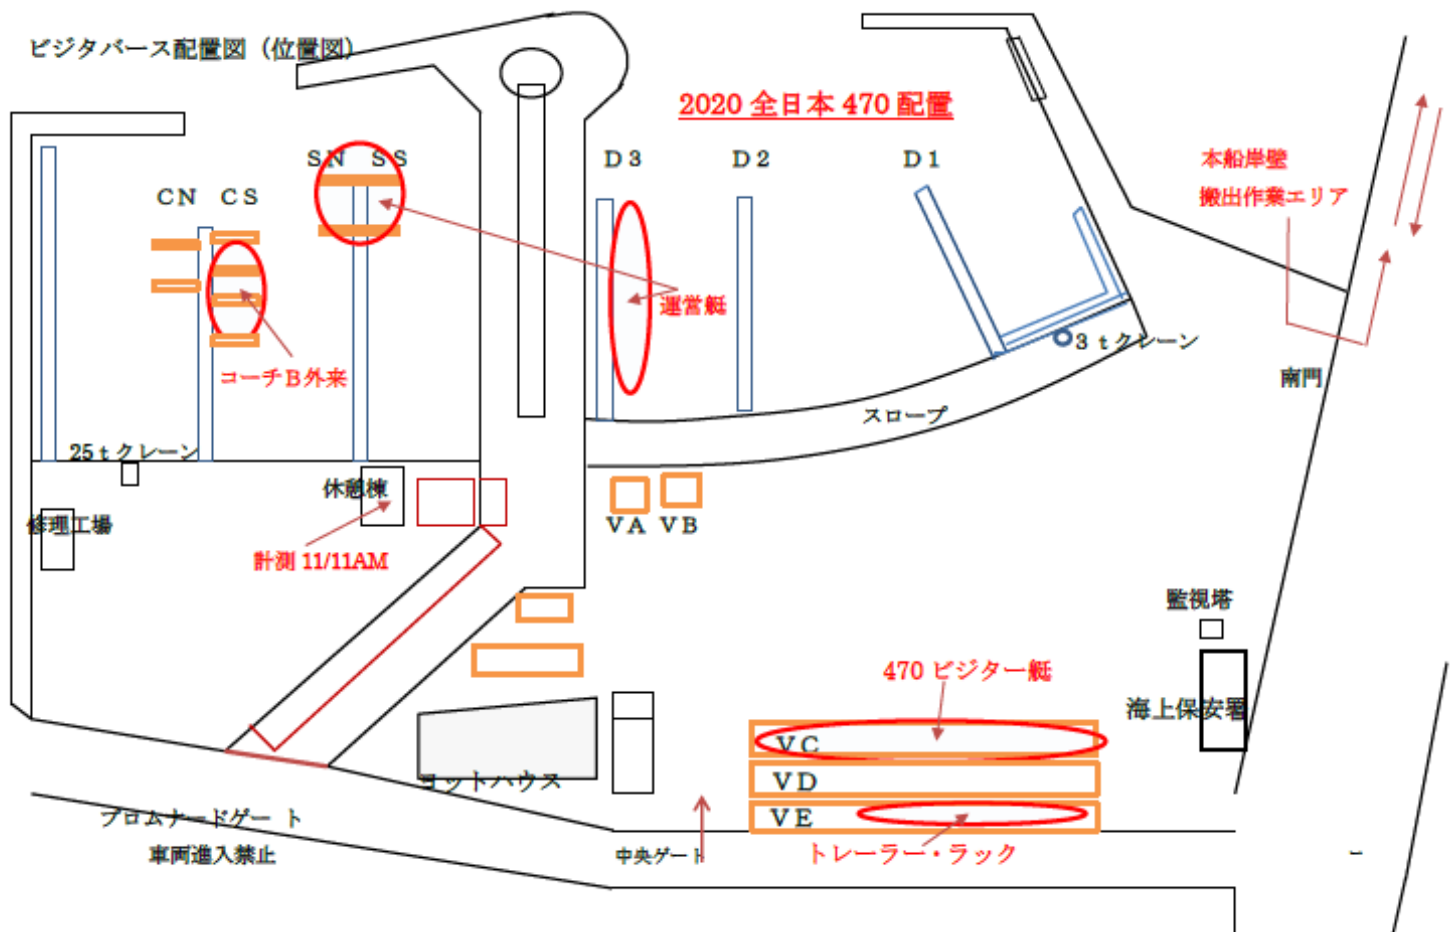 ビジタバース配置図（位置図）
2020 全日本 470 配置
ＳＮ　ＳＳ
Ｄ３
Ｄ２
Ｄ１
本船岸壁
搬出作業エリア
ＣＮ　ＣＳ
運営艇
３ｔクレーン
コーチＢ外来
南門
スロープ
25ｔクレーン
休憩棟
修理工場
ＶＡ　ＶＢ
計測 11/11AM
監視塔
470 ビジター艇
海上保安署
ＶＣ
ヨットハウス
ＶＤ
ＶＥ
プロムナードゲート
車両進入禁止
中央ゲート
トレーラー・ラック
ー